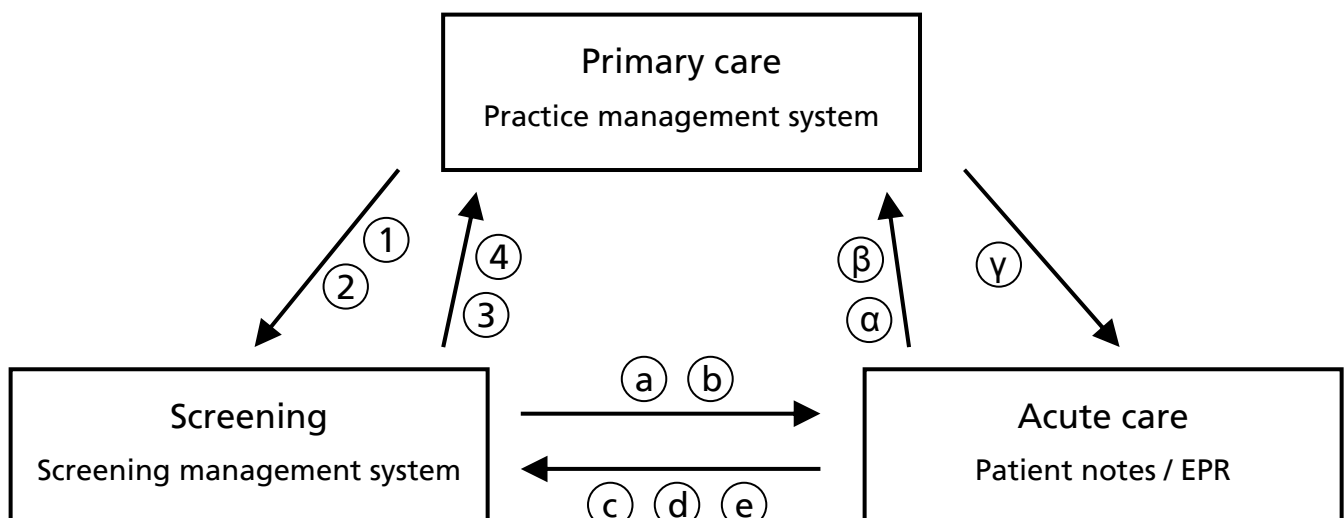 Primary care
Practice management system
1
2
4
3
β
α
γ
a b
Screening
Screening management system
Acute care
Patient notes / EPR
c d e